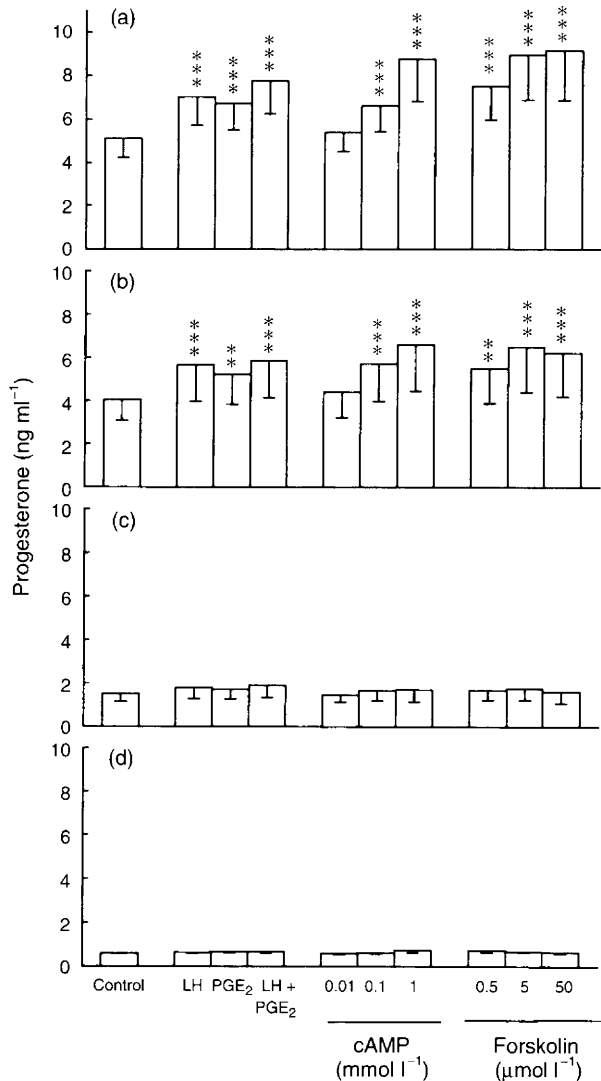 (a)
10
8
6
4
2
0
*** *** *** *** *** *** *** ***
(b)
10
8
6
4
2
0
*** ** *** *** *** ** *** ***
Progesterone (ng ml⁻¹)
(c)
10
8
6
4
2
0
(d)
10
8
6
4
2
0
Control LH PGE₂ LH + PGE₂ 0.01 0.1 1 0.5 5 50
cAMP (mmol l⁻¹)
Forskolin (μmol l⁻¹)